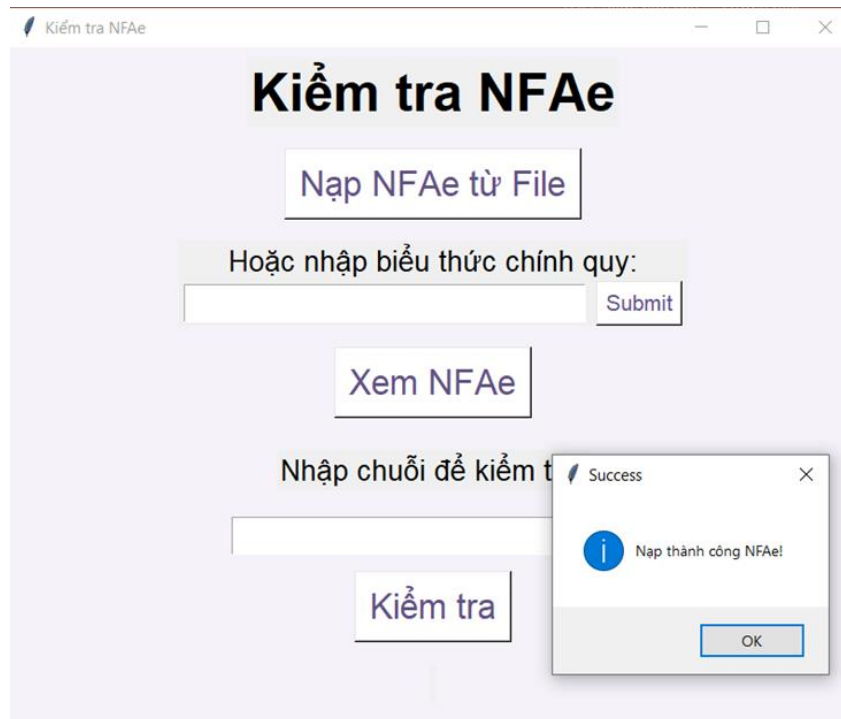 Kiểm tra NFAe
Kiểm tra NFAe
Nạp NFAe từ File
Hoặc nhập biểu thức chính quy:
Submit
Xem NFAe
Nhập chuỗi để kiểm t
Success
Nạp thành công NFAe!
OK
Kiểm tra